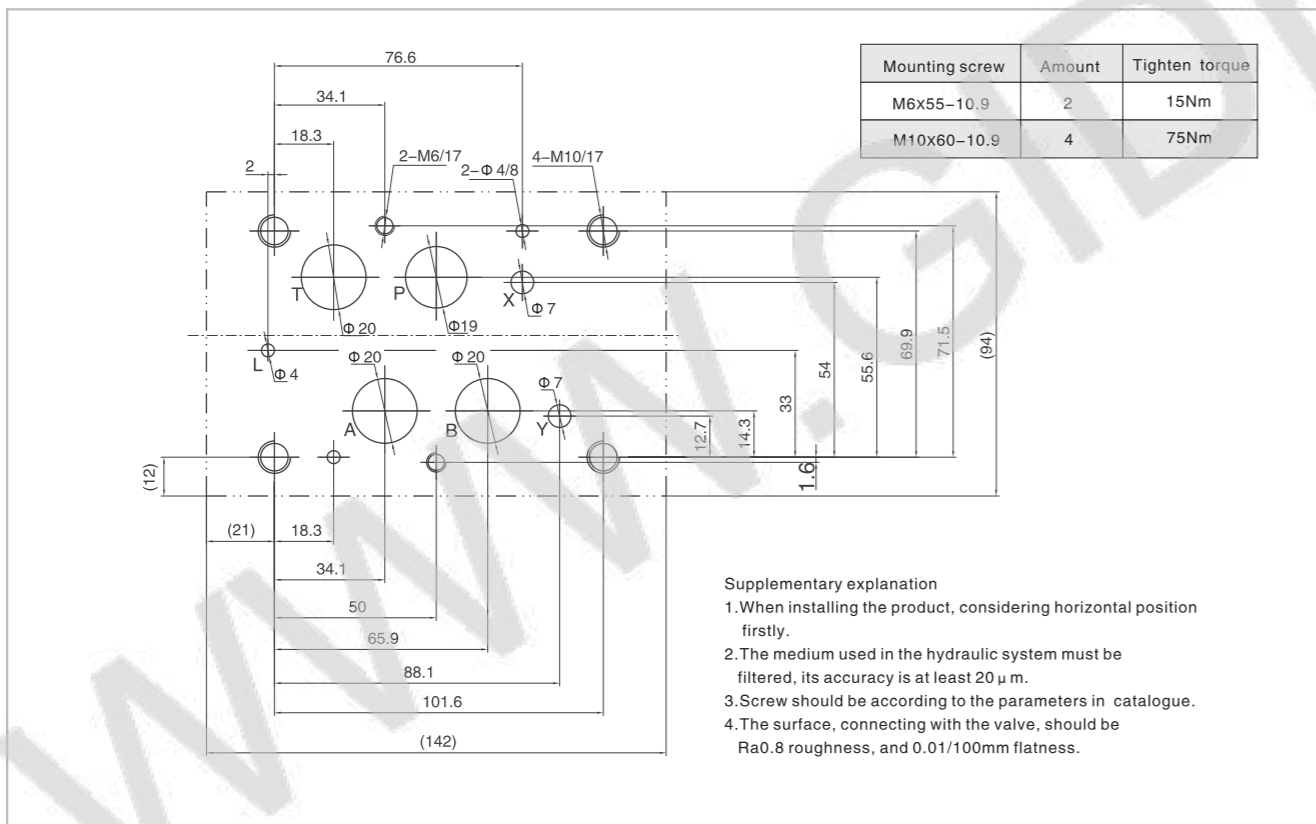 76.6
34.1
18.3
2
2-M6/17
2-Φ 4/8
4-M10/17
Mounting screw Amount Tighten torque
M6X55-10.9 2 15Nm
M10X60-10.9 4 75Nm
T
P
X
Φ 7
Φ 20
Φ19
L
Φ 4
Φ 20
Φ 20
Φ 7
A
B
Y
12.7
14.3
33
54
55.6
69.9
71.5
(94)
1.6
(12)
(21)
18.3
34.1
50
65.9
88.1
101.6
(142)
Supplementary explanation
1.When installing the product, considering horizontal position
firstly.
2.The medium used in the hydraulic system must be
filtered, its accuracy is at least 20 μ m.
3.Screw should be according to the parameters in catalogue.
4.The surface, connecting with the valve, should be
Ra0.8 roughness, and 0.01/100mm flatness.